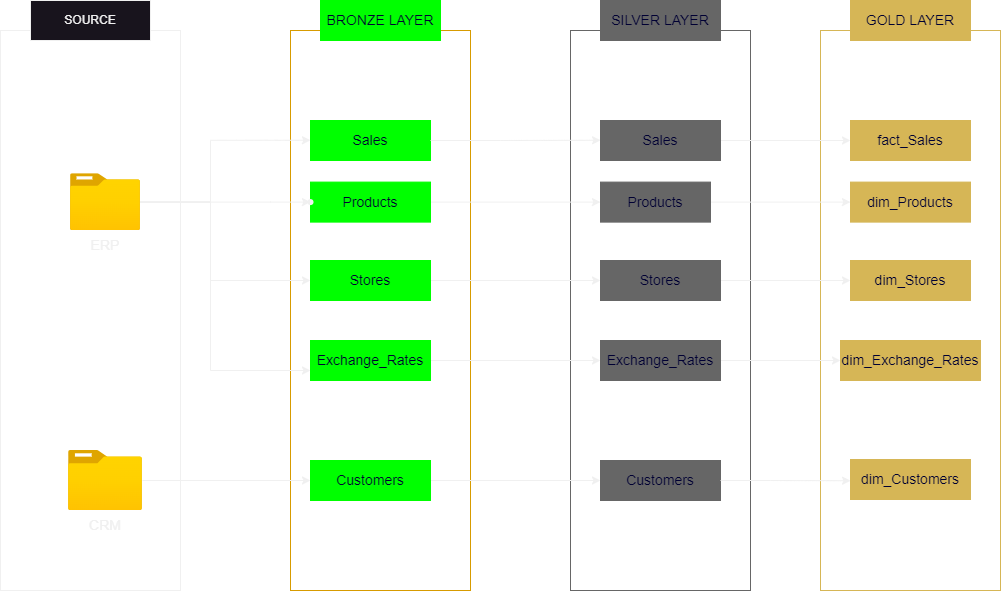 SOURCE
BRONZE LAYER
SILVER LAYER
GOLD LAYER
Sales
Sales
fact_Sales
Products
Products
dim_Products
ERP
Stores
Stores
dim_Stores
Exchange_Rates
Exchange_Rates
dim_Exchange_Rates
Customers
Customers
dim_Customers
CRM